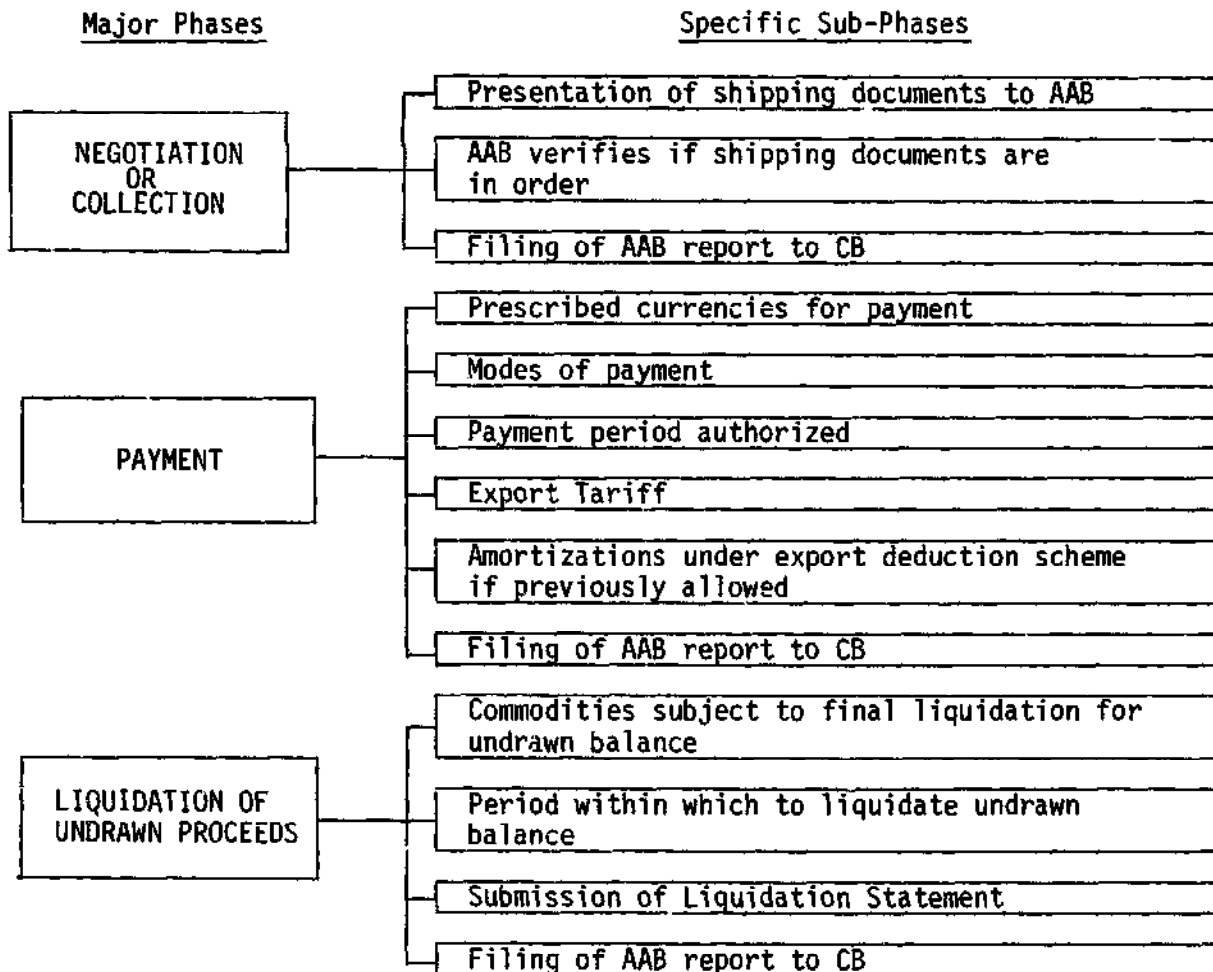 Major Phases
Specific Sub-Phases
NEGOTIATION
OR
COLLECTION
Presentation of shipping documents to AAB
AAB verifies if shipping documents are
in order
Filing of AAB report to CB
PAYMENT
Prescribed currencies for payment
Modes of payment
Payment period authorized
Export Tariff
Amortizations under export deduction scheme
if previously allowed
Filing of AAB report to CB
LIQUIDATION OF
UNDRAWN PROCEEDS
Commodities subject to final liquidation for
undrawn balance
Period within which to liquidate undrawn
balance
Submission of Liquidation Statement
Filing of AAB report to CB